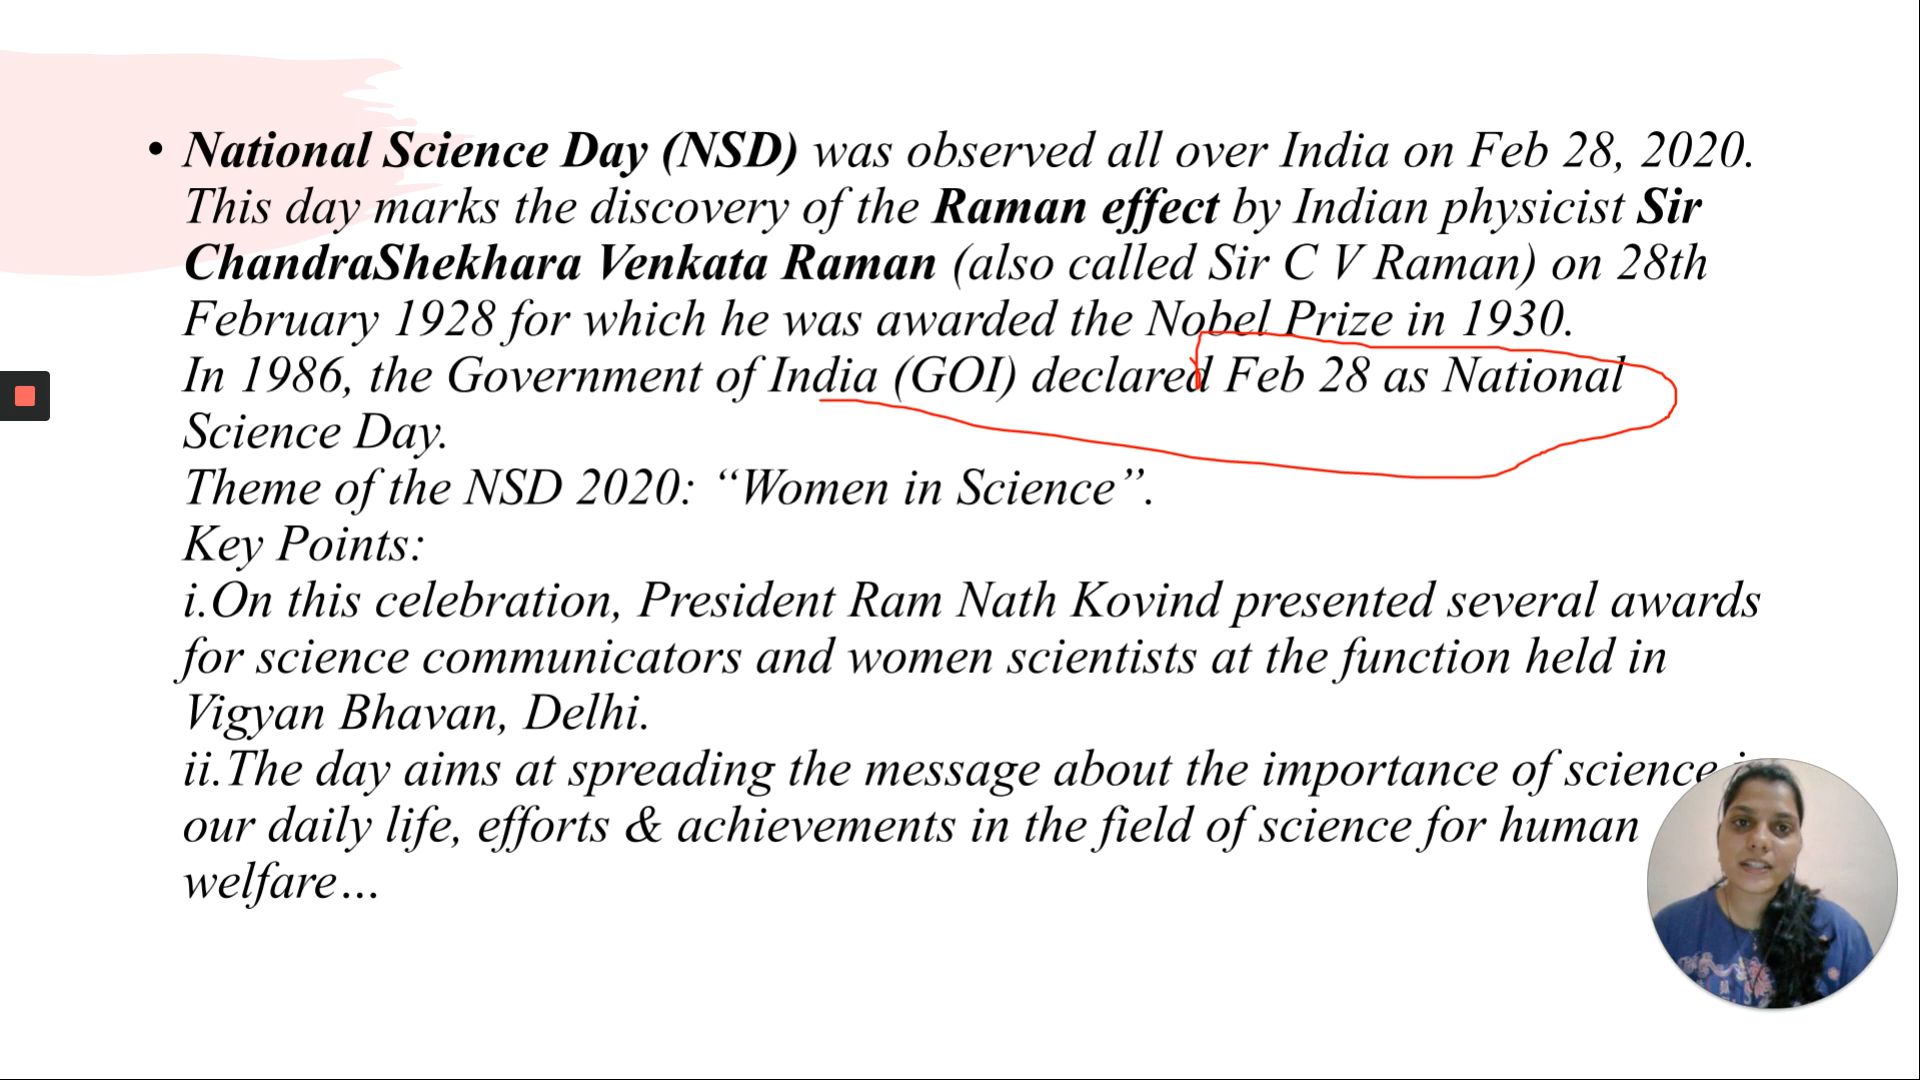 • National Science Day (NSD) was observed all over India on Feb 28, 2020.
This day marks the discovery of the Raman effect by Indian physicist Sir
ChandraShekhara Venkata Raman (also called Sir C V Raman) on 28th
February 1928 for which he was awarded the Nobel Prize in 1930.
In 1986, the Government of India (GOI) declared Feb 28 as National
Science Day.
Theme of the NSD 2020: “Women in Science”.
Key Points:
i.On this celebration, President Ram Nath Kovind presented several awards
for science communicators and women scientists at the function held in
Vigyan Bhavan, Delhi.
ii.The day aims at spreading the message about the importance of science
our daily life, efforts & achievements in the field of science for human
welfare…